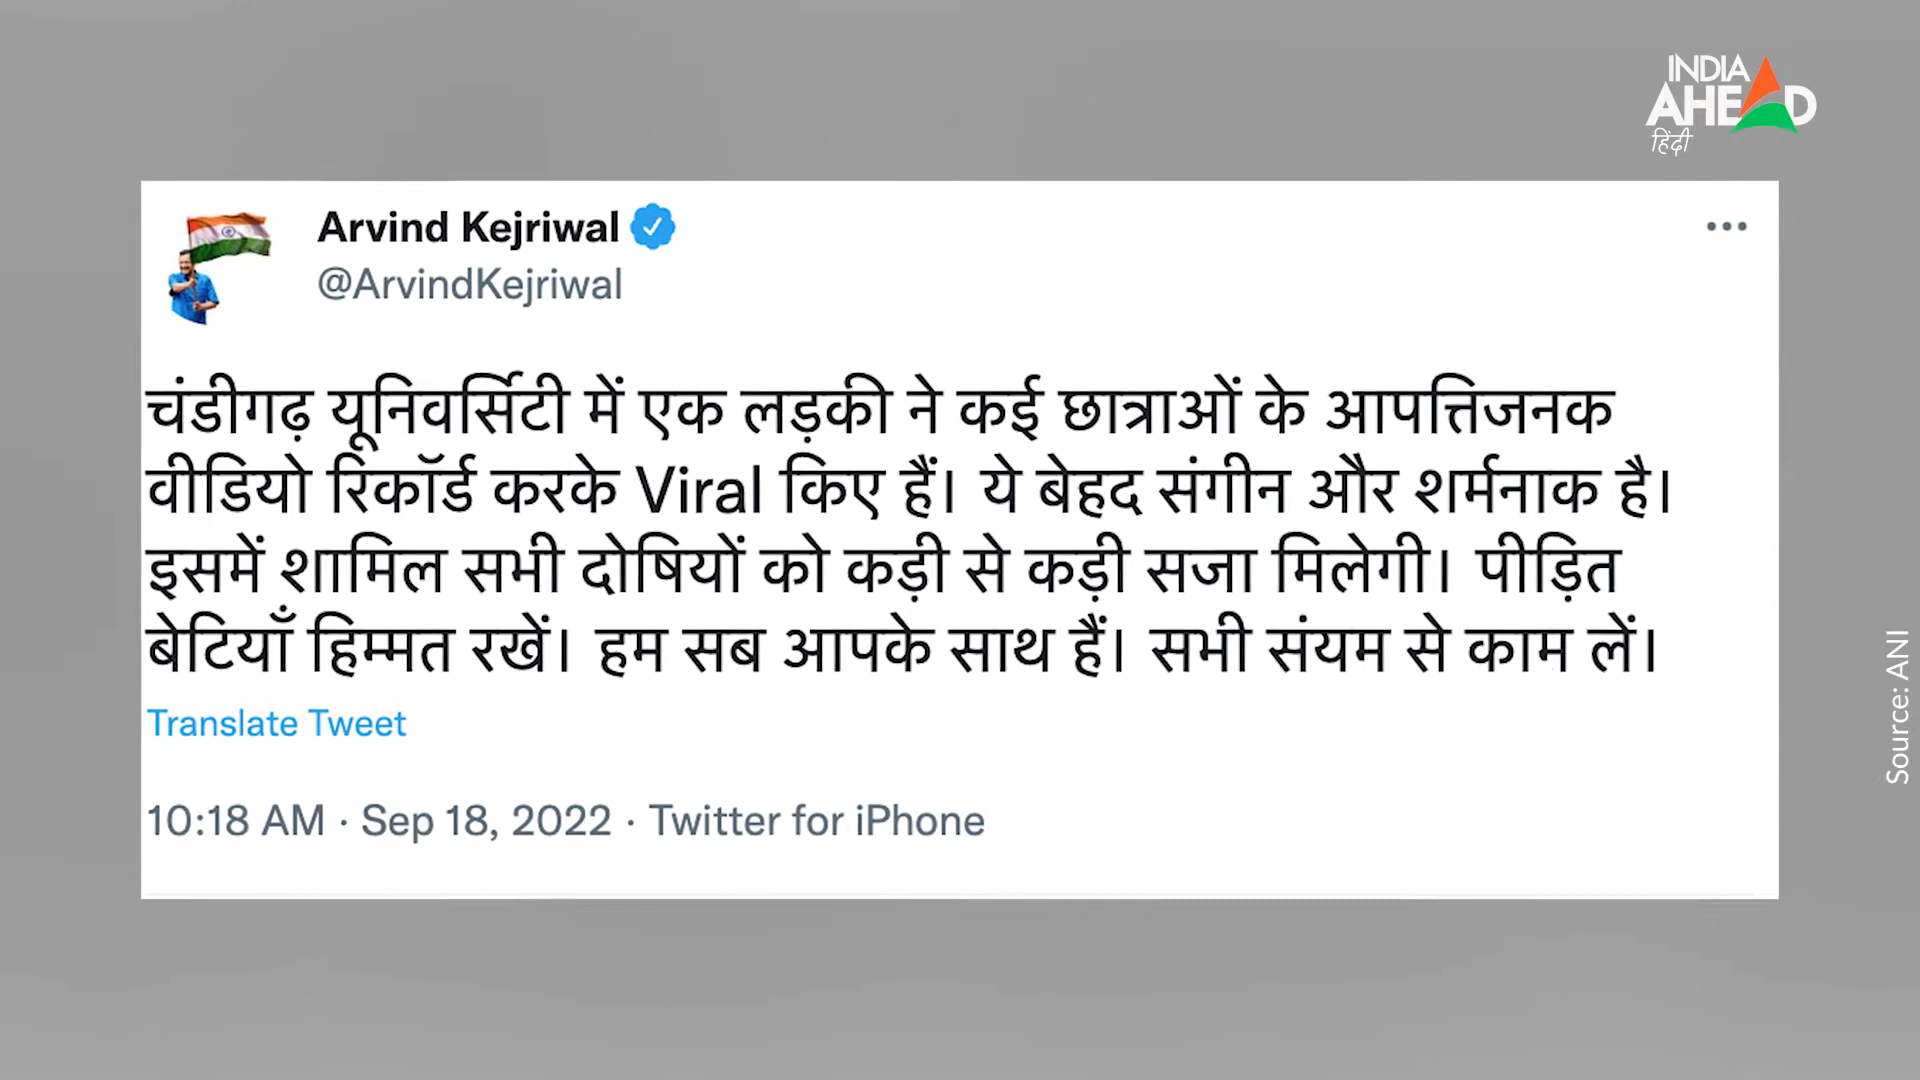 INDIA
AHEAD
हिंदी
Arvind Kejriwal
@ArvindKejriwal
चंडीगढ़ यूनिवर्सिटी में एक लड़की ने कई छात्राओं के आपत्तिजनक
वीडियो रिकॉर्ड करके Viral किए हैं। ये बेहद संगीन और शर्मनाक है।
इसमें शामिल सभी दोषियों को कड़ी से कड़ी सजा मिलेगी। पीड़ित
बेटियाँ हिम्मत रखें। हम सब आपके साथ हैं। सभी संयम से काम लें।
Translate Tweet
10:18 AM · Sep 18, 2022 · Twitter for iPhone
Source: ANI